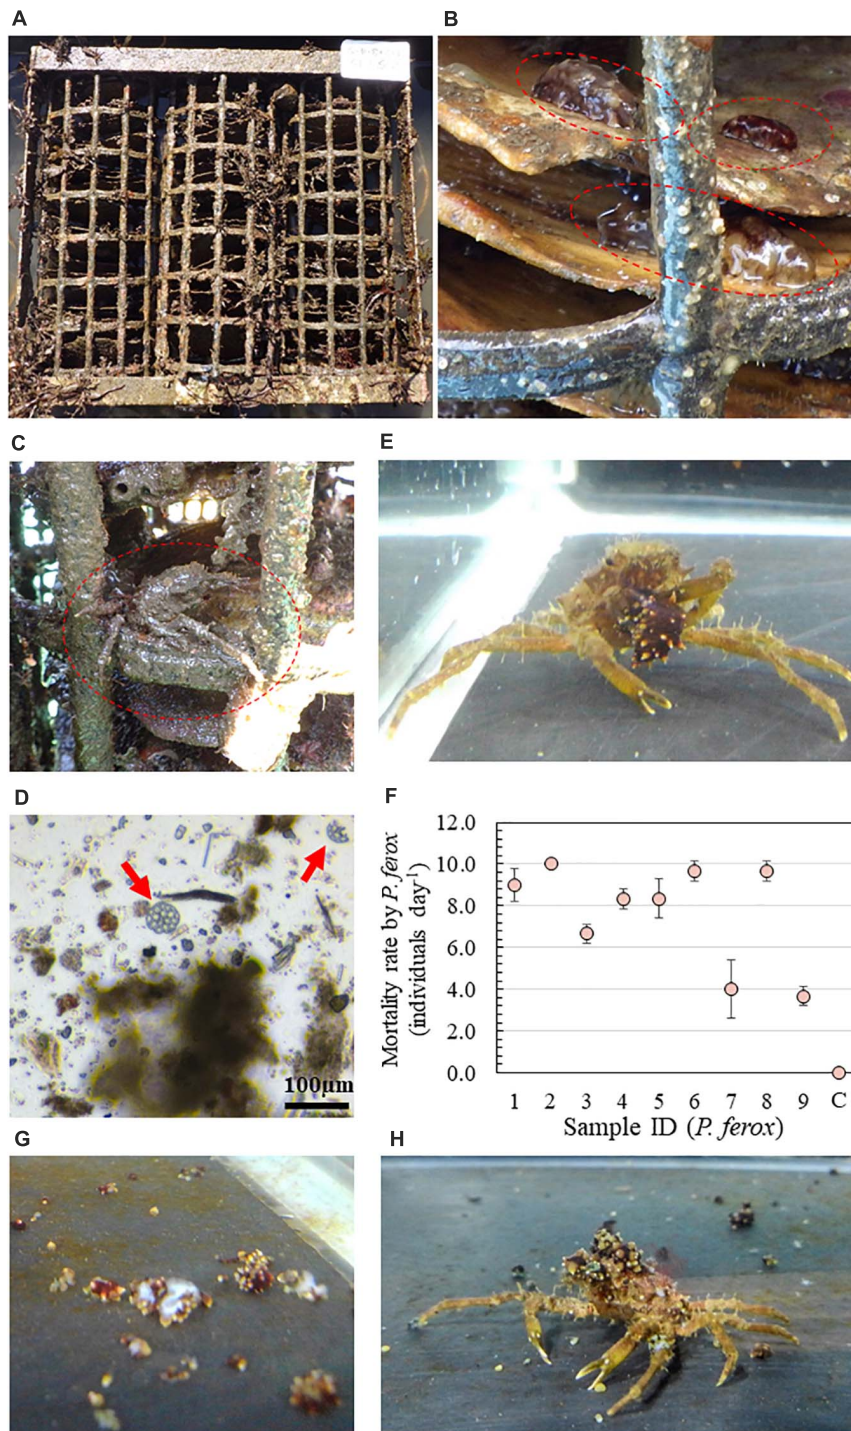 A
B
C
E
D
100μm
F
Mortality rate by P. ferox
(individuals day-1)
12.0
10.0
8.0
6.0
4.0
2.0
0.0
1 2 3 4 5 6 7 8 9 C
Sample ID (P. ferox)
G
H